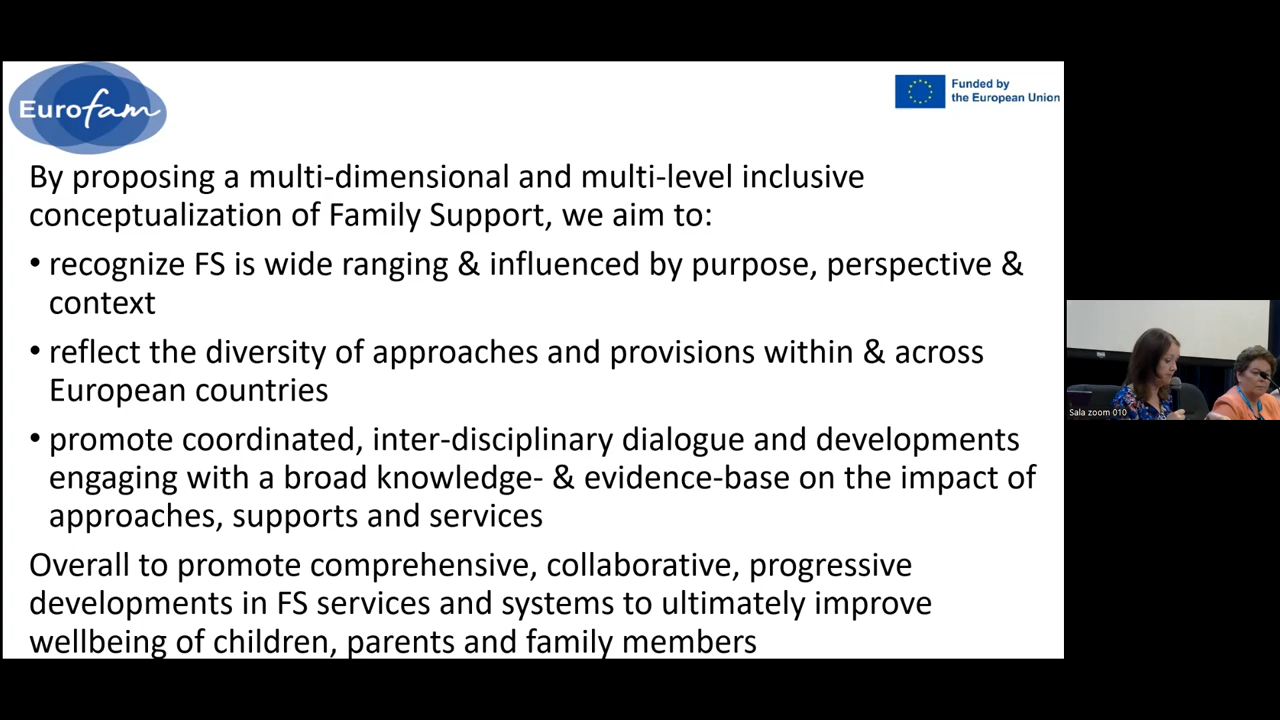 Eurofam
Funded by
the European Union
By proposing a multi-dimensional and multi-level inclusive
conceptualization of Family Support, we aim to:
• recognize FS is wide ranging & influenced by purpose, perspective &
context
• reflect the diversity of approaches and provisions within & across
European countries
• promote coordinated, inter-disciplinary dialogue and developments
engaging with a broad knowledge- & evidence-base on the impact of
approaches, supports and services
Overall to promote comprehensive, collaborative, progressive
developments in FS services and systems to ultimately improve
wellbeing of children, parents and family members
Sala zoom 010